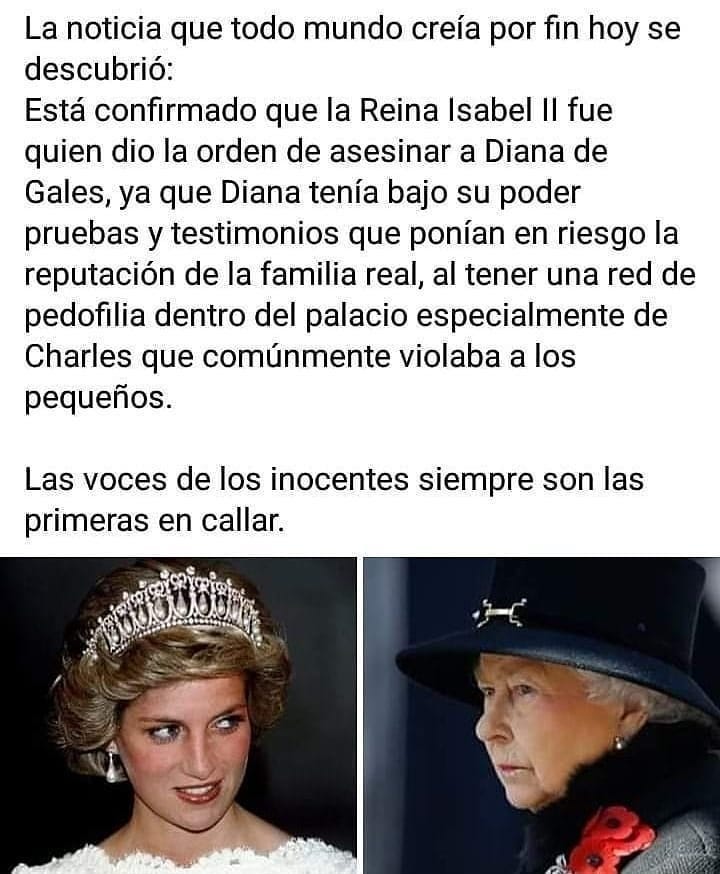 La noticia que todo mundo creía por fin hoy se
descubrió:
Está confirmado que la Reina Isabel II fue
quien dio la orden de asesinar a Diana de
Gales, ya que Diana tenía bajo su poder
pruebas y testimonios que ponían en riesgo la
reputación de la familia real, al tener una red de
pedofilia dentro del palacio especialmente de
Charles que comúnmente violaba a los
pequeños.
Las voces de los inocentes siempre son las
primeras en callar.